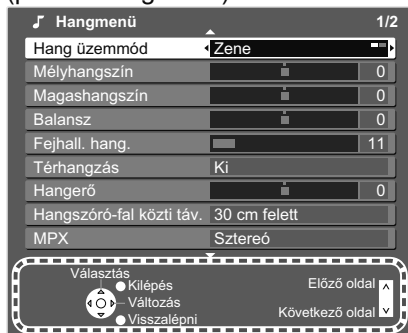 Hangmenü 1/2
Hang üzemmód Zene
Mélyhangszín 0
Magashangszín 0
Balansz 0
Fejhall. hang. 11
Térhangzás Ki
Hangerő 0
Hangszóró-fal közti táv. 30 cm felett
MPX Sztereó
Választás
Kilépés
Változás
Visszalépni
Előző oldal
Következő oldal